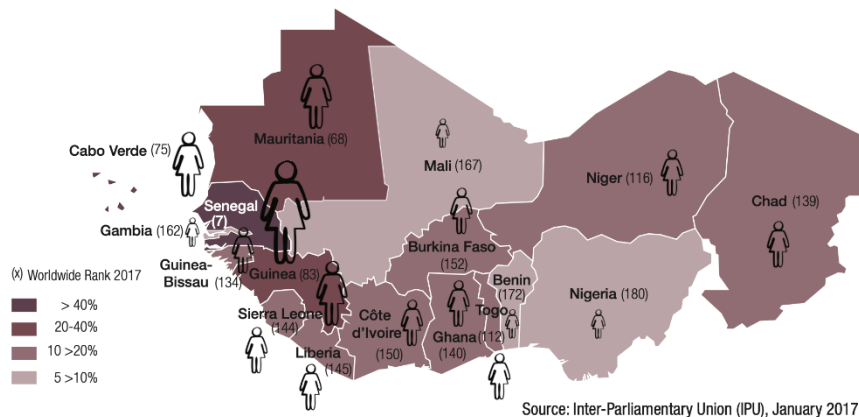 Mauritania (68)
Cabo Verde (75)
Mali (167)
Niger (116)
Chad (139)
Senegal
(7)
Gambia (162)
Burkina Faso
(152)
Guinea-
Bissau
(134)
Guinea (83)
Benin
(172)
Nigeria (180)
Sierra Leone
(144)
Côte
d'Ivoire
(150)
Ghana
(140)
Togo
(112)
Liberia
(145)
(x) Worldwide Rank 2017
> 40%
20-40%
10 >20%
5 >10%
Source: Inter-Parliamentary Union (IPU), January 2017